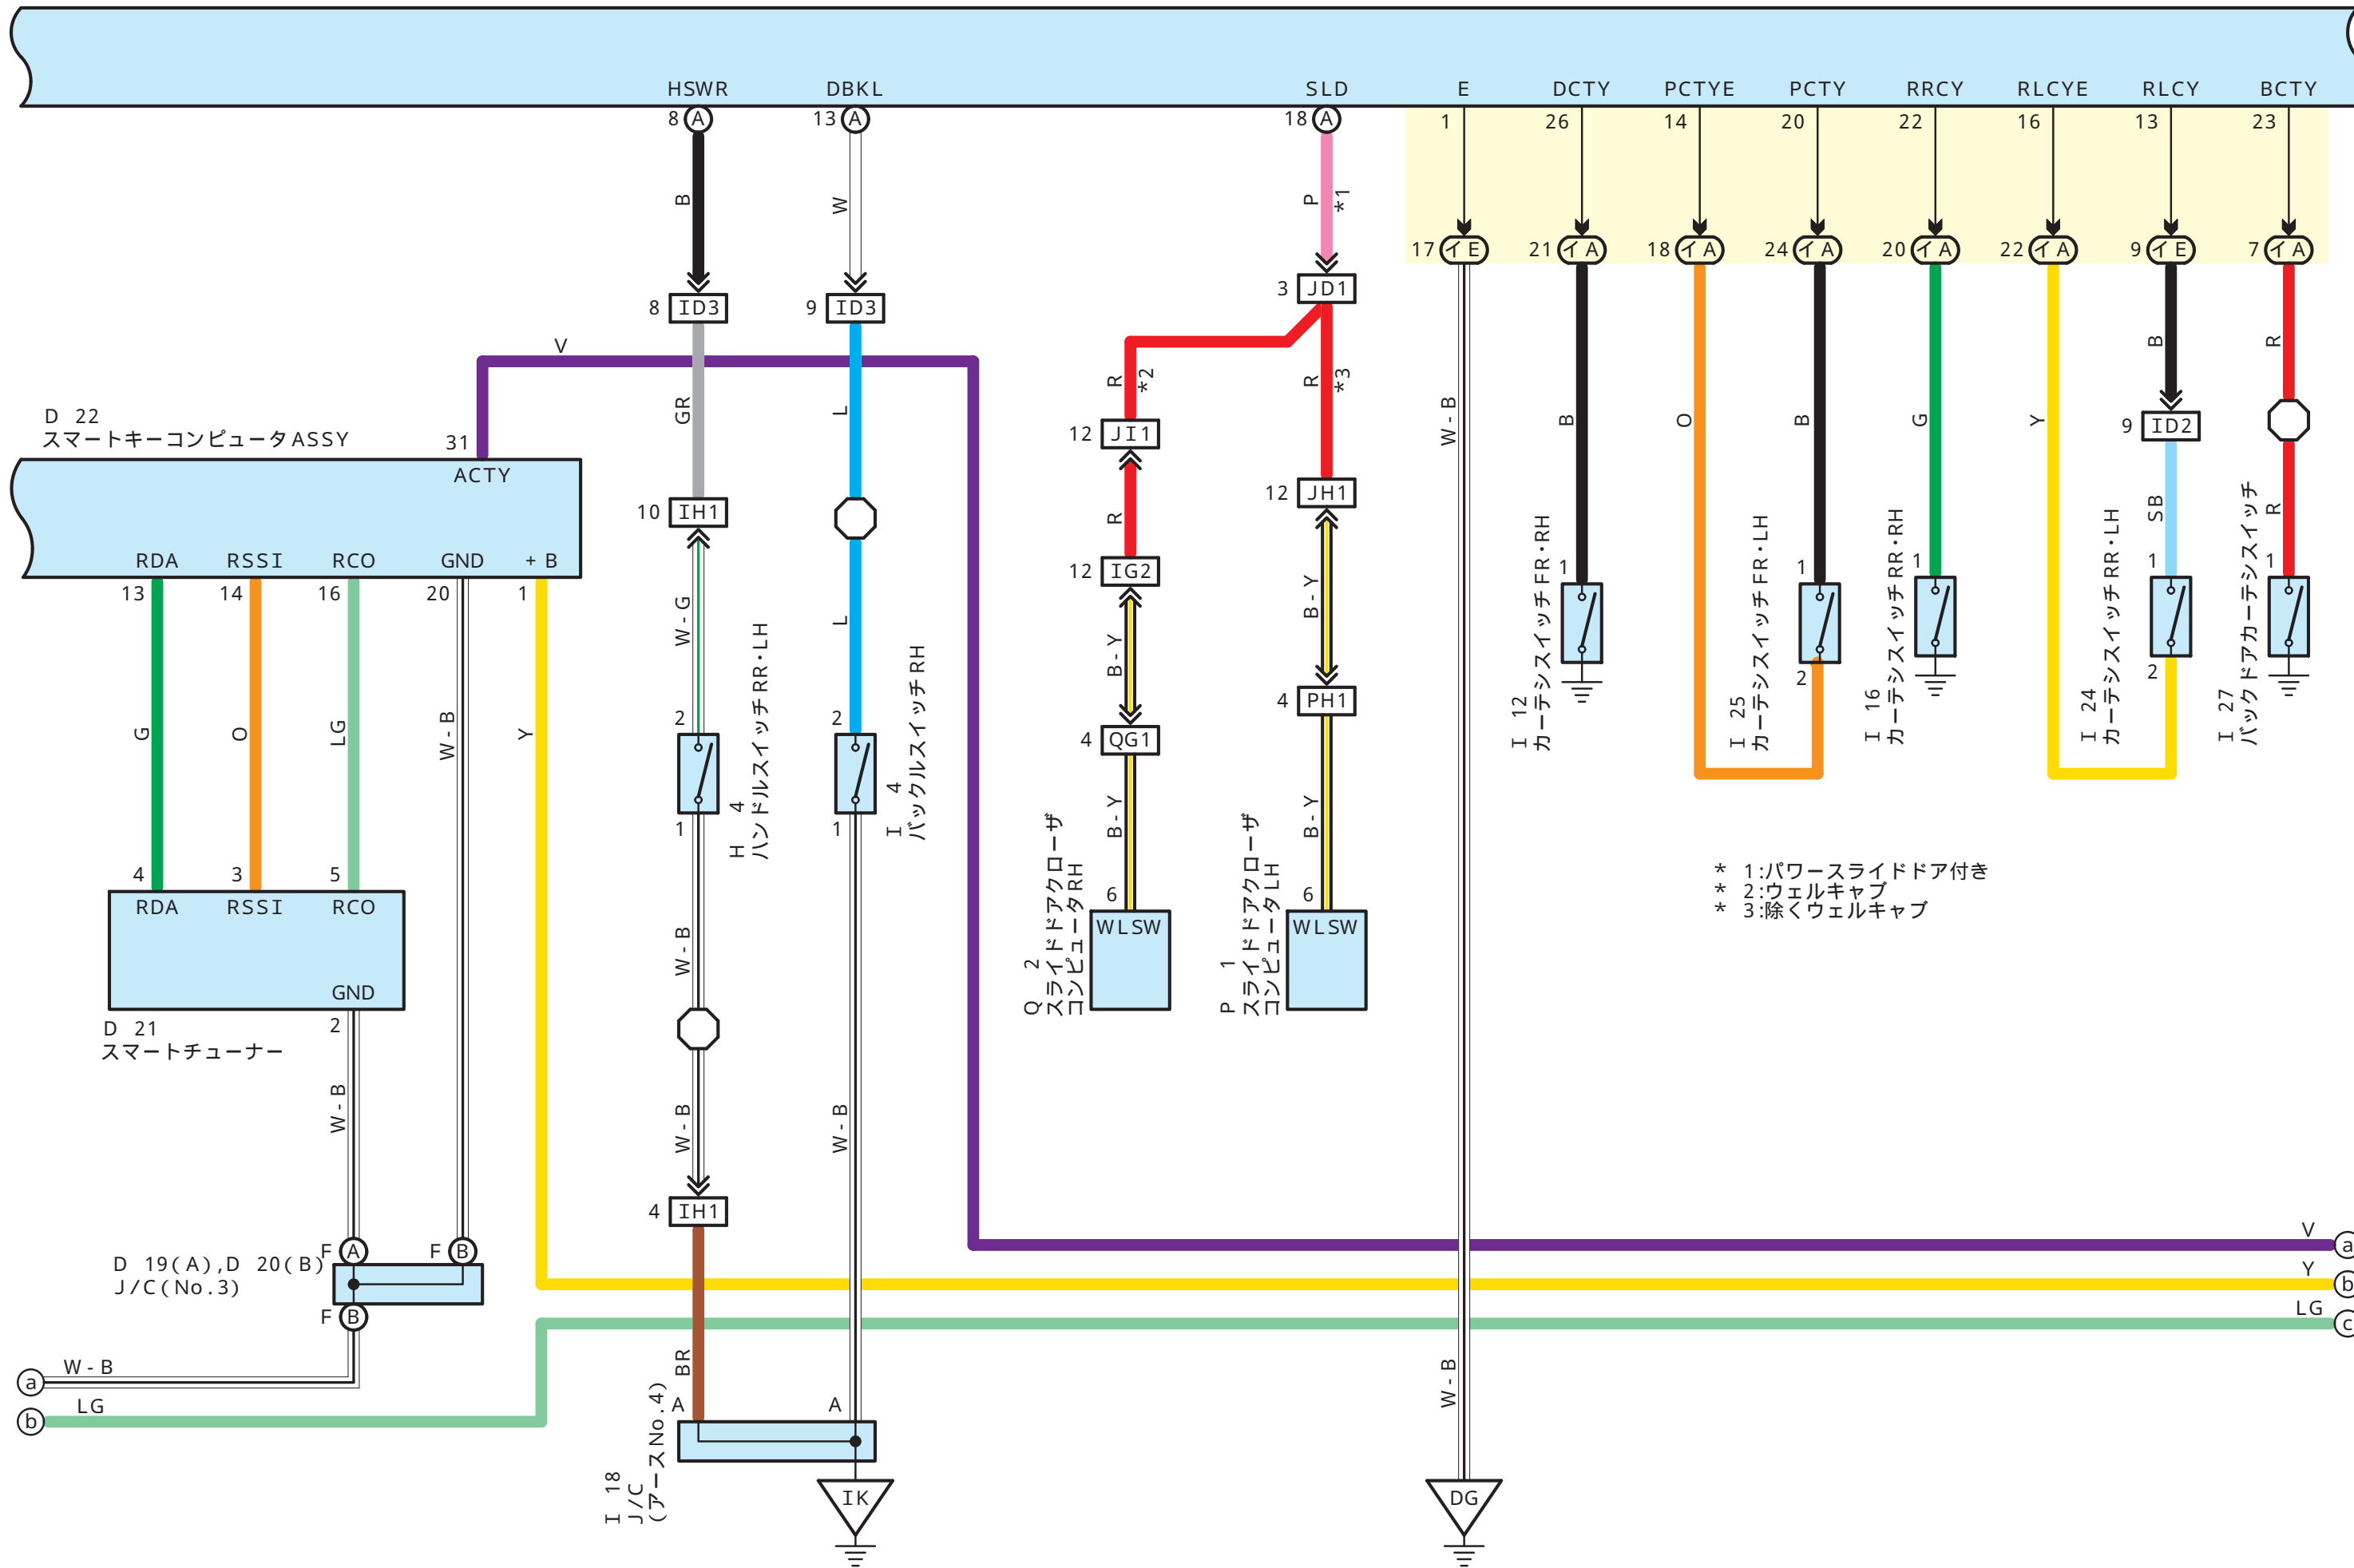 HSWR
DBKL
SLD
E
DCTY
PCTYE
PCTY
RRCY
RLCYE
RLCY
BCTY
8 A
13 A
18 A
1
26
14
20
22
16
13
23
B
W
P
*1
17 イE
21 イA
18 イA
24 イA
20 イA
22 イA
9 イE
7 イA
8 ID3
9 ID3
3 JD1
V
GR
L
R
*2
R
*3
W-B
B
O
B
G
Y
B
R
D 22
スマートキーコンピュータASSY
31
ACTY
12 JI1
12 JH1
9 ID2
10 IH1
R
SB
R
RDA
RSSI
RCO
GND
+B
13
14
16
20
1
12 IG2
W-G
L
B-Y
B-Y
1
1
1
1
1
2
2
I 12
カーテシスイッチFR・RH
I 25
カーテシスイッチFR・LH
I 16
カーテシスイッチRR・RH
I 24
カーテシスイッチRR・LH
I 27
バックドアカーテシスイッチ
G
O
LG
W-B
Y
2
2
4 QG1
4 PH1
H 4
ハンドルスイッチRR・LH
I 4
バックルスイッチRH
1
1
B-Y
B-Y
4
3
5
RDA
RSSI
RCO
GND
2
D 21
スマートチューナー
6
6
WLSW
WLSW
Q 2
スライドドアクローザ
コンピュータRH
P 1
スライドドアクローザ
コンピュータLH
* 1:パワースライドドア付き
* 2:ウェルキャブ
* 3:除くウェルキャブ
W-B
W-B
W-B
W-B
4 IH1
F A
F B
D 19(A),D 20(B)
J/C(No.3)
F B
V
a
Y
b
LG
c
a
W-B
b
LG
BR
W-B
A
A
I 18
J/C
(アースNo.4)
IK
DG